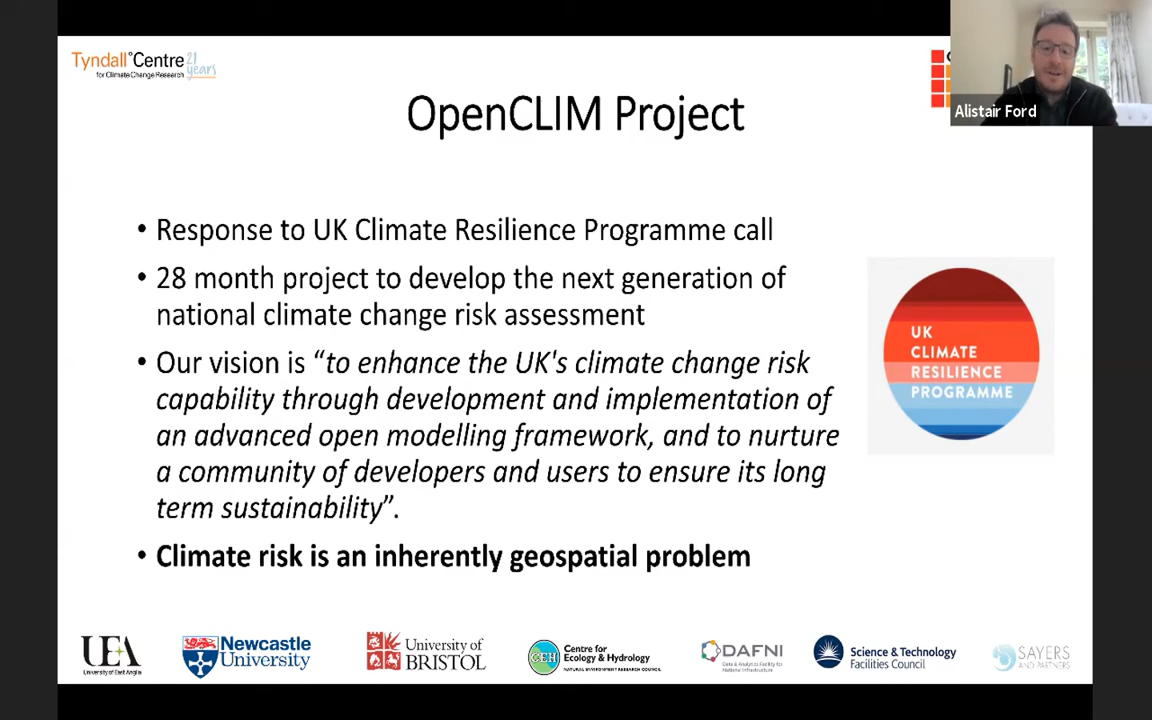 Tyndall°Centre
for Climate Change Research
21
years
Alistair Ford
OpenCLIM Project
• Response to UK Climate Resilience Programme call
• 28 month project to develop the next generation of
national climate change risk assessment
• Our vision is “to enhance the UK's climate change risk
capability through development and implementation of
an advanced open modelling framework, and to nurture
a community of developers and users to ensure its long
term sustainability”.
• Climate risk is an inherently geospatial problem
UK
CLIMATE
RESILIENCE
PROGRAMME
UEA
University of East Anglia
Newcastle
University
University of
BRISTOL
CEH
Centre for
Ecology & Hydrology
NATURAL ENVIRONMENT RESEARCH COUNCIL
DAFNI
Data & Analytics Facility for
National Infrastructure
Science & Technology
Facilities Council
SAYERS
AND PARTNERS